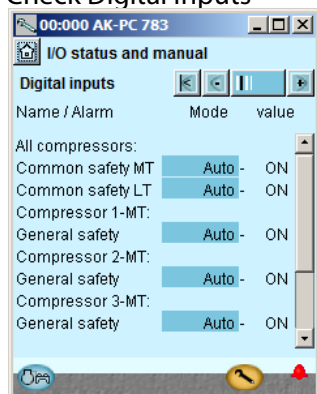 Check Digital Inputs
00:000 AK-PC 783
I/O status and manual
Digital inputs
Name / Alarm Mode value
All compressors:
Common safety MT Auto - ON
Common safety LT Auto - ON
Compressor 1-MT:
General safety Auto - ON
Compressor 2-MT:
General safety Auto - ON
Compressor 3-MT:
General safety Auto - ON